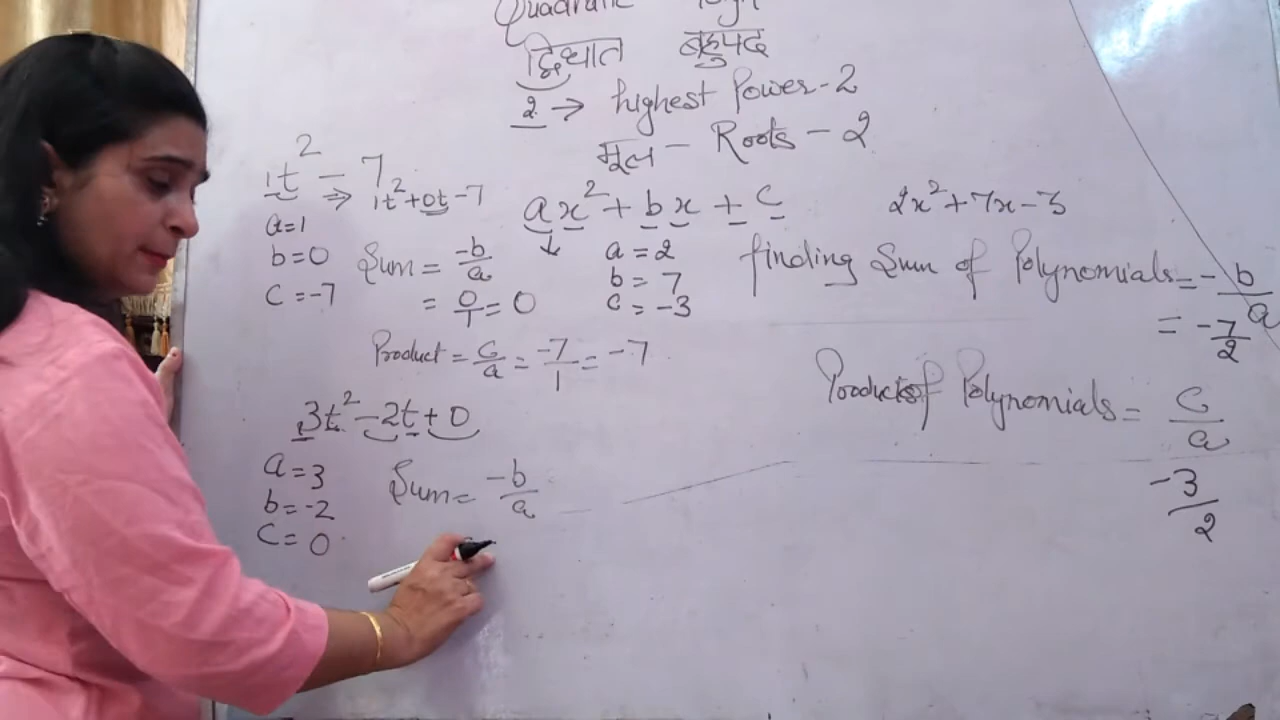 Quadratic
द्विघात बहुपद
2 → highest Power-2
मूल - Roots - 2
1t² - 7
⇒ 1t²+0t-7
a=1
b=0
C=-7
Sum = -b/a
= 0/1 = 0
Product = C/a = -7/1 = -7
ax² + bx + C
a=2
b=7
C=-3
2x²+7x-3
finding Sum of Polynomials = -b/a
= -7/2
Products of Polynomials = C/a
-3/2
3t²-2t+0
a=3
b=-2
C=0
Sum = -b/a